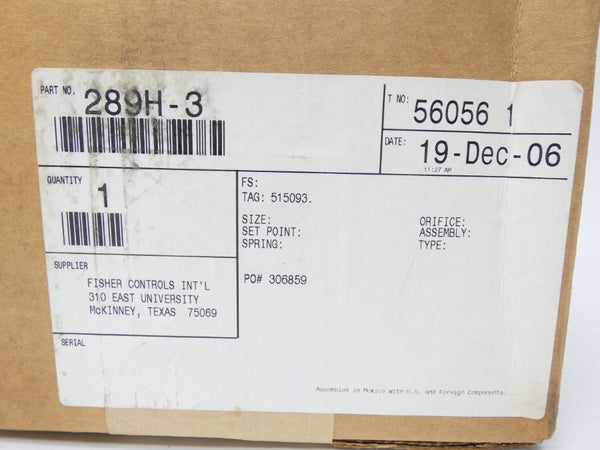 PART NO. 289H-3
T NO: 56056 1
DATE: 19-Dec-06
11:27 AM
QUANTITY
1
FS:
TAG: 515093.
SIZE:
SET POINT:
SPRING:
ORIFICE:
ASSEMBLY:
TYPE:
PO# 306859
SUPPLIER
FISHER CONTROLS INT'L
310 EAST UNIVERSITY
McKINNEY, TEXAS 75069
SERIAL
Assembled in Mexico with U.S. and Foreign Components.